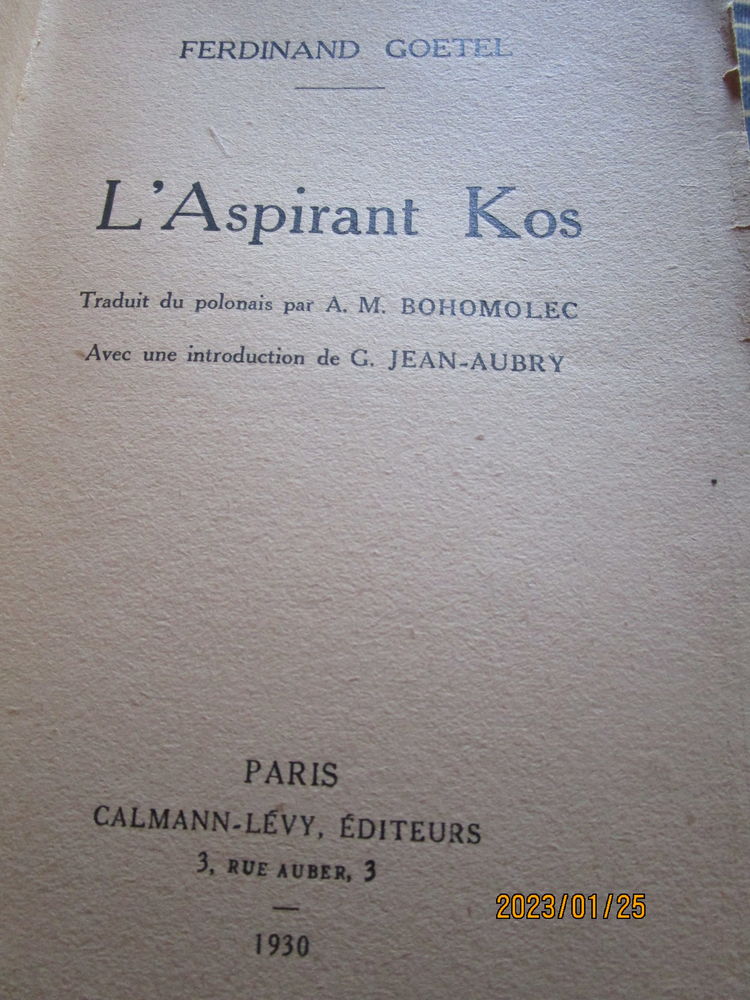 FERDINAND GOETEL
L'Aspirant Kos
Traduit du polonais par A. M. BOHOMOLEC
Avec une introduction de G. JEAN-AUBRY
PARIS
CALMANN-LÉVY, ÉDITEURS
3, RUE AUBER, 3
1930
2023/01/25